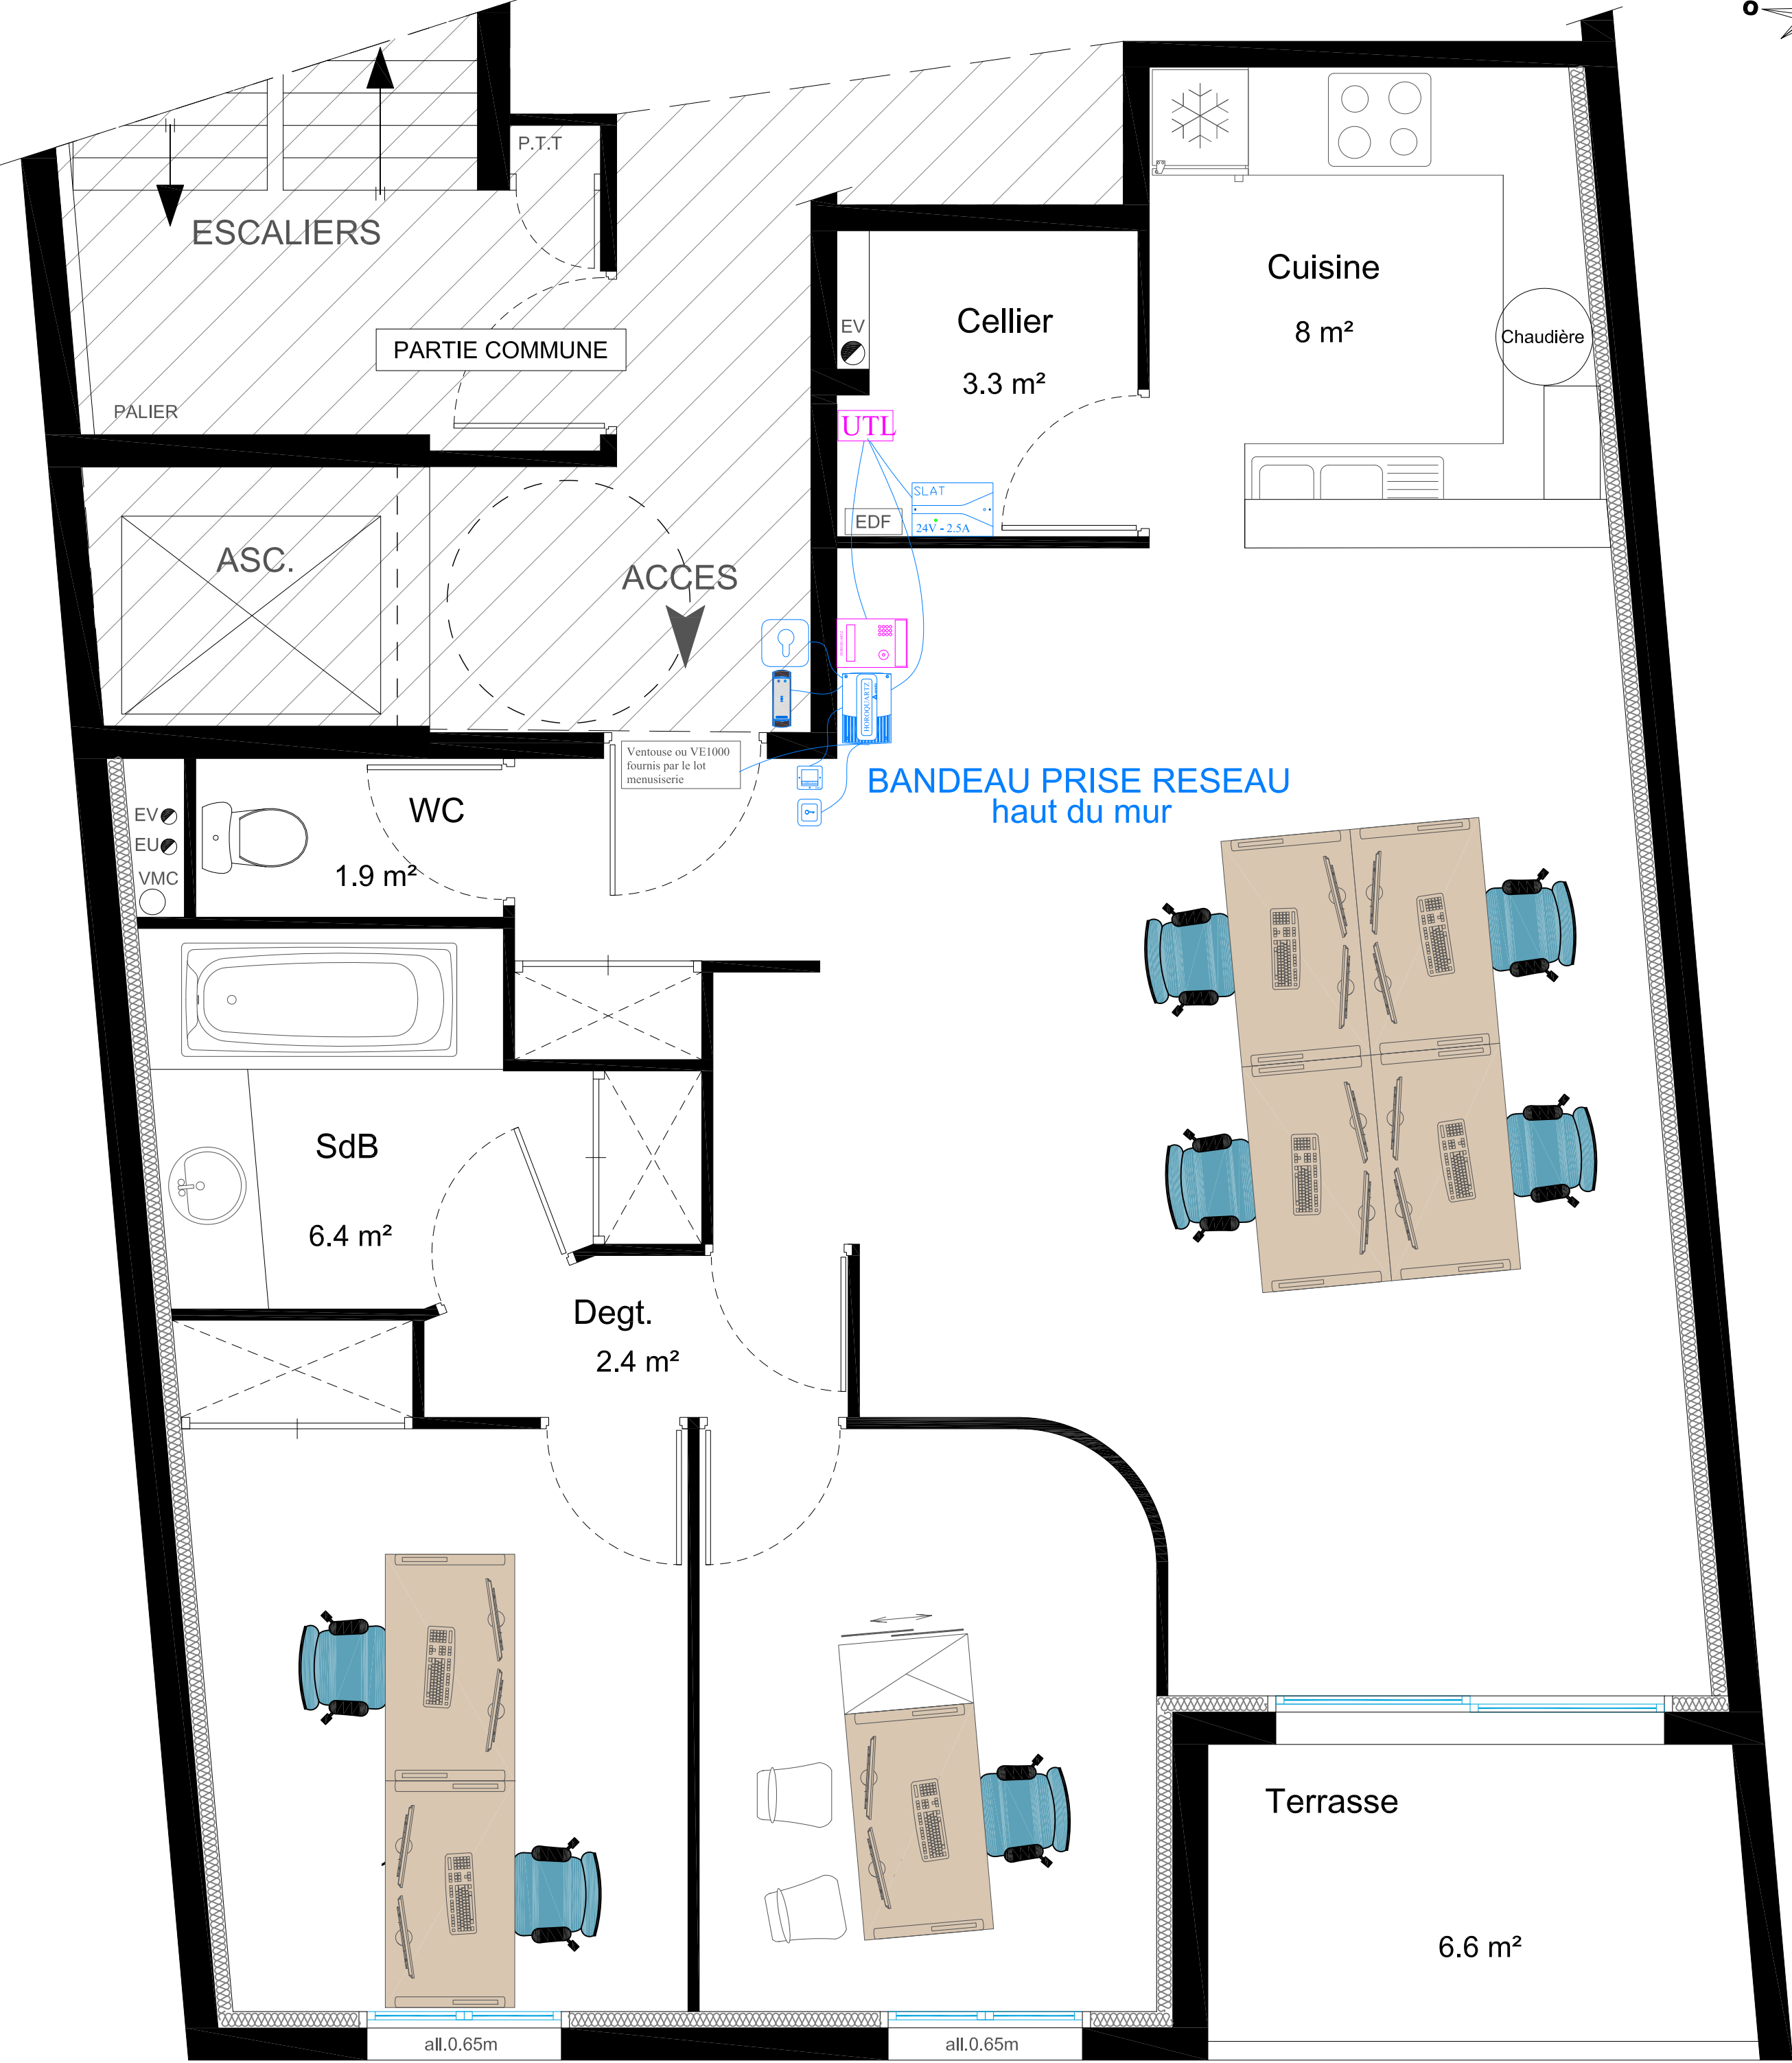 o
P.T.T
ESCALIERS
PARTIE COMMUNE
PALIER
EV
Cellier
3.3 m²
Cuisine
8 m²
Chaudière
UTL
SLAT
24V - 2.5A
EDF
ASC.
ACCES
HOROQUARTZ
Ventouse ou VE1000
fournis par le lot
menusiserie
BANDEAU PRISE RESEAU
haut du mur
WC
1.9 m²
EV
EU
VMC
SdB
6.4 m²
Degt.
2.4 m²
Terrasse
6.6 m²
all.0.65m
all.0.65m